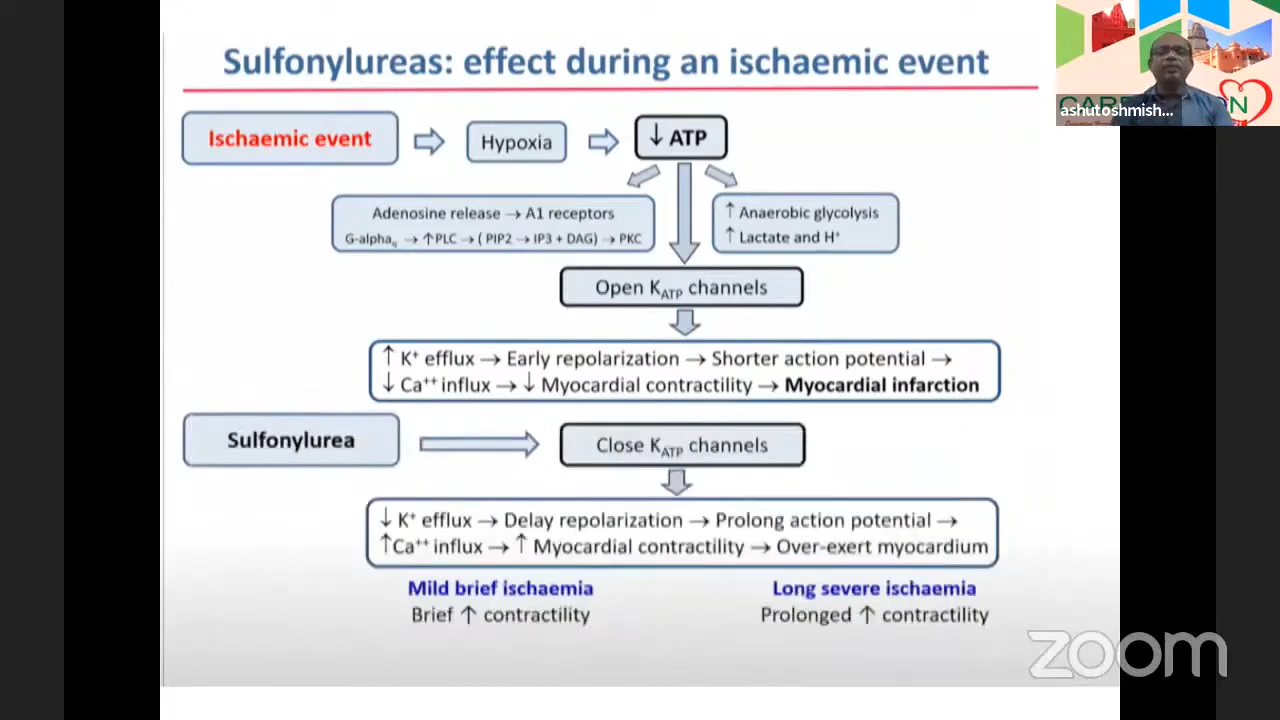 Sulfonylureas: effect during an ischaemic event
Ischaemic event
Hypoxia
↓ ATP
Adenosine release → A1 receptors
G-alphaq → ↑PLC → ( PIP2 → IP3 + DAG) → PKC
↑ Anaerobic glycolysis
↑ Lactate and H⁺
Open KATP channels
↑ K⁺ efflux → Early repolarization → Shorter action potential →
↓ Ca⁺⁺ influx → ↓ Myocardial contractility → Myocardial infarction
Sulfonylurea
Close KATP channels
↓ K⁺ efflux → Delay repolarization → Prolong action potential →
↑Ca⁺⁺ influx → ↑ Myocardial contractility → Over-exert myocardium
Mild brief ischaemia
Brief ↑ contractility
Long severe ischaemia
Prolonged ↑ contractility
ashutoshmish...
zoom